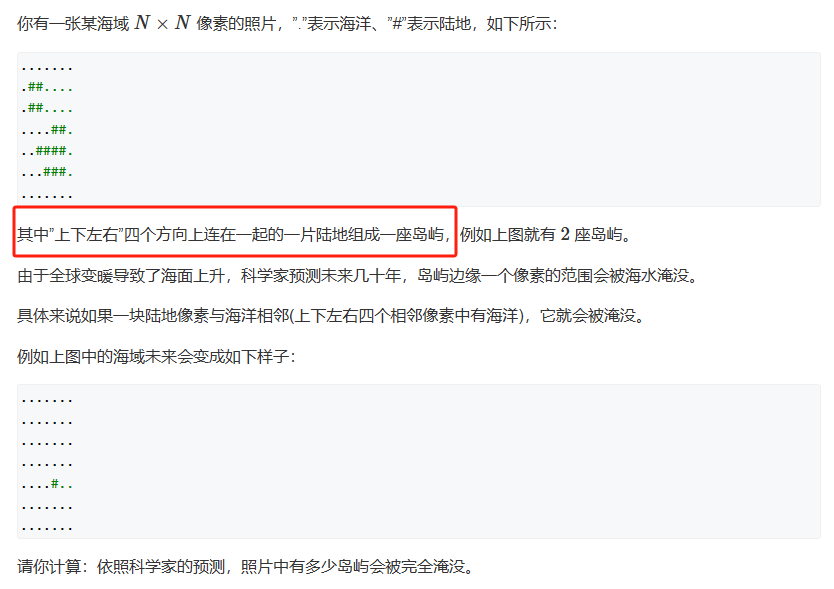 你有一张某海域 N × N 像素的照片，”.”表示海洋、”#”表示陆地，如下所示：
.......
.##....
.##....
....##.
..####.
...###.
.......
其中”上下左右”四个方向上连在一起的一片陆地组成一座岛屿，例如上图就有 2 座岛屿。
由于全球变暖导致了海面上升，科学家预测未来几十年，岛屿边缘一个像素的范围会被海水淹没。
具体来说如果一块陆地像素与海洋相邻(上下左右四个相邻像素中有海洋)，它就会被淹没。
例如上图中的海域未来会变成如下样子：
.......
.......
.......
.......
....#..
.......
.......
请你计算：依照科学家的预测，照片中有多少岛屿会被完全淹没。